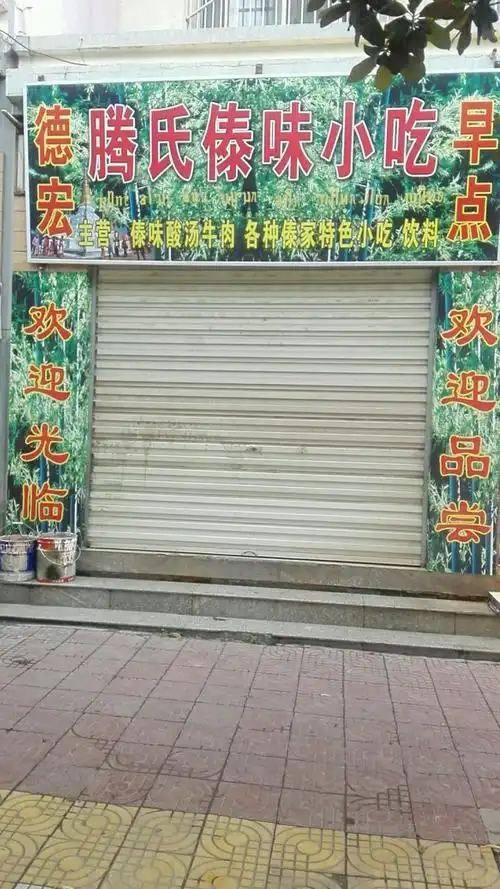 德宏
腾氏傣味小吃
早点
主营: 傣味酸汤牛肉 各种傣家特色小吃 饮料
欢迎光临
欢迎品尝